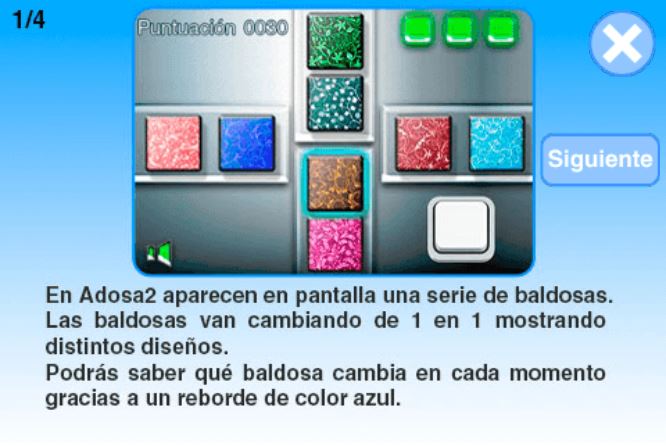 1/4
Puntuación 0030
Siguiente
En Adosa2 aparecen en pantalla una serie de baldosas.
Las baldosas van cambiando de 1 en 1 mostrando
distintos diseños.
Podrás saber qué baldosa cambia en cada momento
gracias a un reborde de color azul.